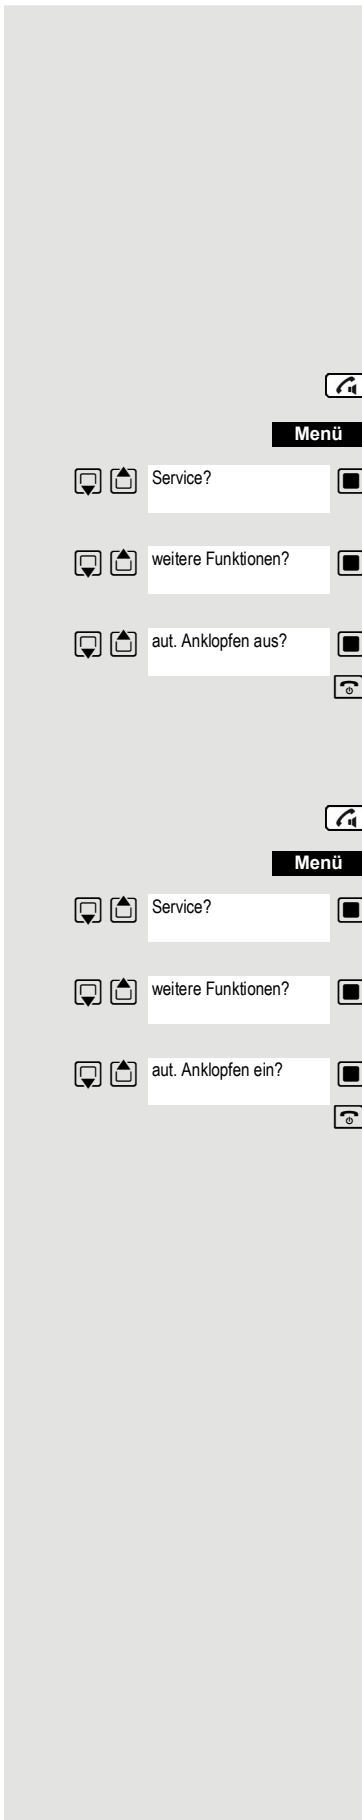 Menü
Service?
weitere Funktionen?
aut. Anklopfen aus?
Menü
Service?
weitere Funktionen?
aut. Anklopfen ein?